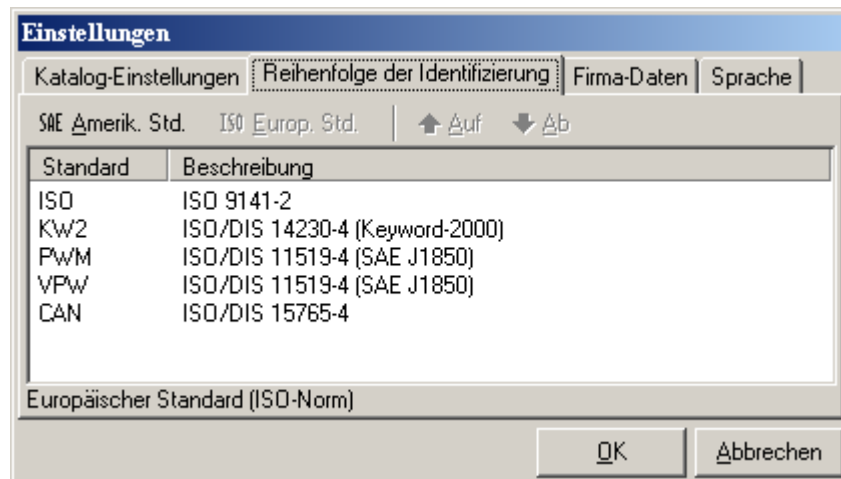 Einstellungen
Katalog-Einstellungen Reihenfolge der Identifizierung Firma-Daten Sprache
SAE Amerik. Std. ISO Europ. Std. Auf Ab
Standard Beschreibung
ISO ISO 9141-2
KW2 ISO/DIS 14230-4 (Keyword-2000)
PWM ISO/DIS 11519-4 (SAE J1850)
VPW ISO/DIS 11519-4 (SAE J1850)
CAN ISO/DIS 15765-4
Europäischer Standard (ISO-Norm)
OK Abbrechen